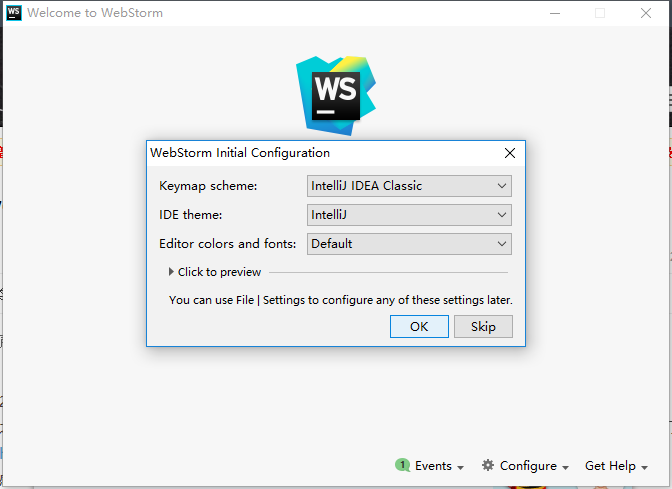 WS Welcome to WebStorm
WS
WebStorm Initial Configuration
Keymap scheme: IntelliJ IDEA Classic
IDE theme: IntelliJ
Editor colors and fonts: Default
Click to preview
You can use File | Settings to configure any of these settings later.
OK Skip
1 Events Configure Get Help